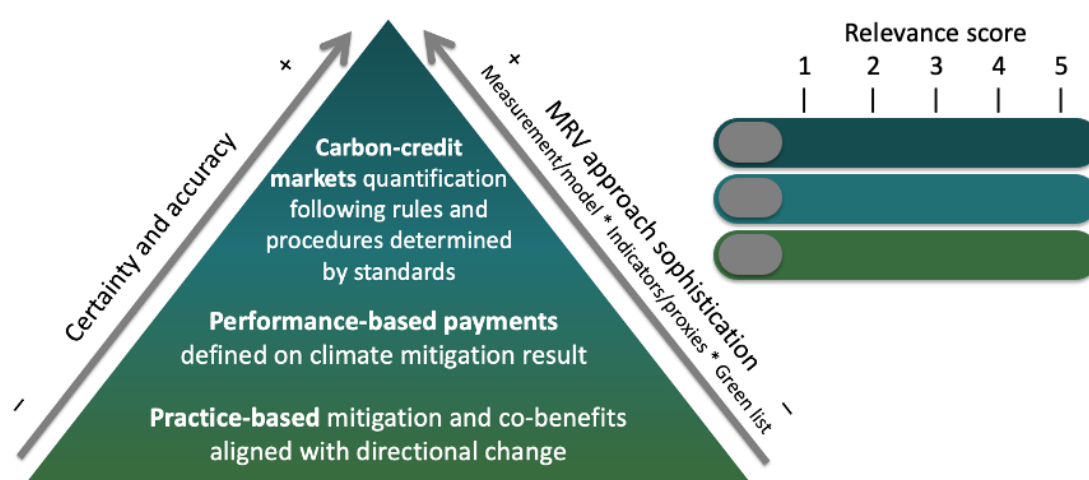 Relevance score
1 2 3 4 5
+
+
Certainty and accuracy
MRV approach sophistication
Measurement/model * Indicators/proxies * Green list
Carbon-credit
markets quantification
following rules and
procedures determined
by standards
Performance-based payments
defined on climate mitigation result
Practice-based mitigation and co-benefits
aligned with directional change
–
–